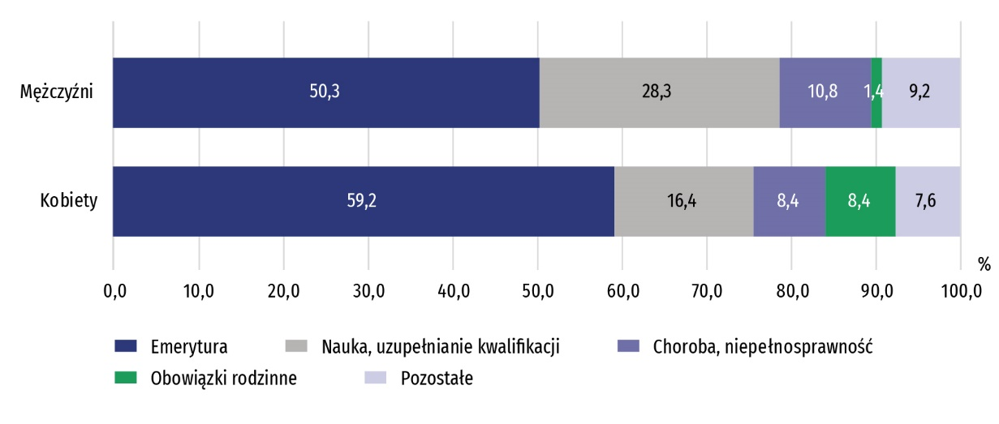 Mężczyźni 50,3 28,3 10,8 1,4 9,2
Kobiety 59,2 16,4 8,4 8,4 7,6
%
0,0 10,0 20,0 30,0 40,0 50,0 60,0 70,0 80,0 90,0 100,0
Emerytura Nauka, uzupełnianie kwalifikacji Choroba, niepełnosprawność
Obowiązki rodzinne Pozostałe